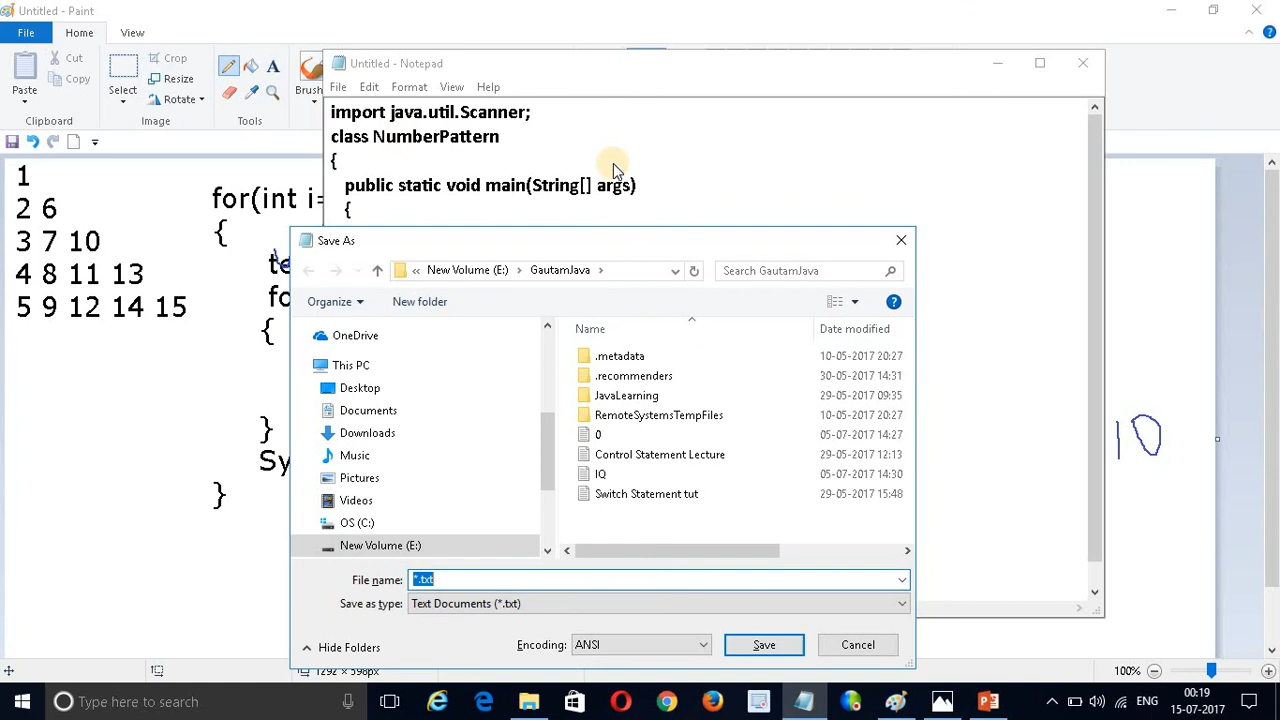 Untitled - Paint
File Home View
Paste
Cut
Copy
Clipboard
Select
Crop
Resize
Rotate
Image
Tools
Brush
1
2 6
3 7 10
4 8 11 13
5 9 12 14 15
for(int i=
{
te
fo
{
}
Sy
}
10
Untitled - Notepad
File Edit Format View Help
import java.util.Scanner;
class NumberPattern
{
public static void main(String[] args)
{
Save As
« New Volume (E:) › GautamJava ›
Search GautamJava
Organize
New folder
OneDrive
This PC
Desktop
Documents
Downloads
Music
Pictures
Videos
OS (C:)
New Volume (E:)
Name Date modified
.metadata 10-05-2017 20:27
.recommenders 30-05-2017 14:31
JavaLearning 29-05-2017 09:35
RemoteSystemsTempFiles 10-05-2017 20:27
0 05-07-2017 14:27
Control Statement Lecture 29-05-2017 12:13
IQ 05-07-2017 14:30
Switch Statement tut 29-05-2017 15:48
File name: *.txt
Save as type: Text Documents (*.txt)
Hide Folders
Encoding: ANSI
Save
Cancel
1292 × 598px
100%
Type here to search
ENG
00:19
15-07-2017